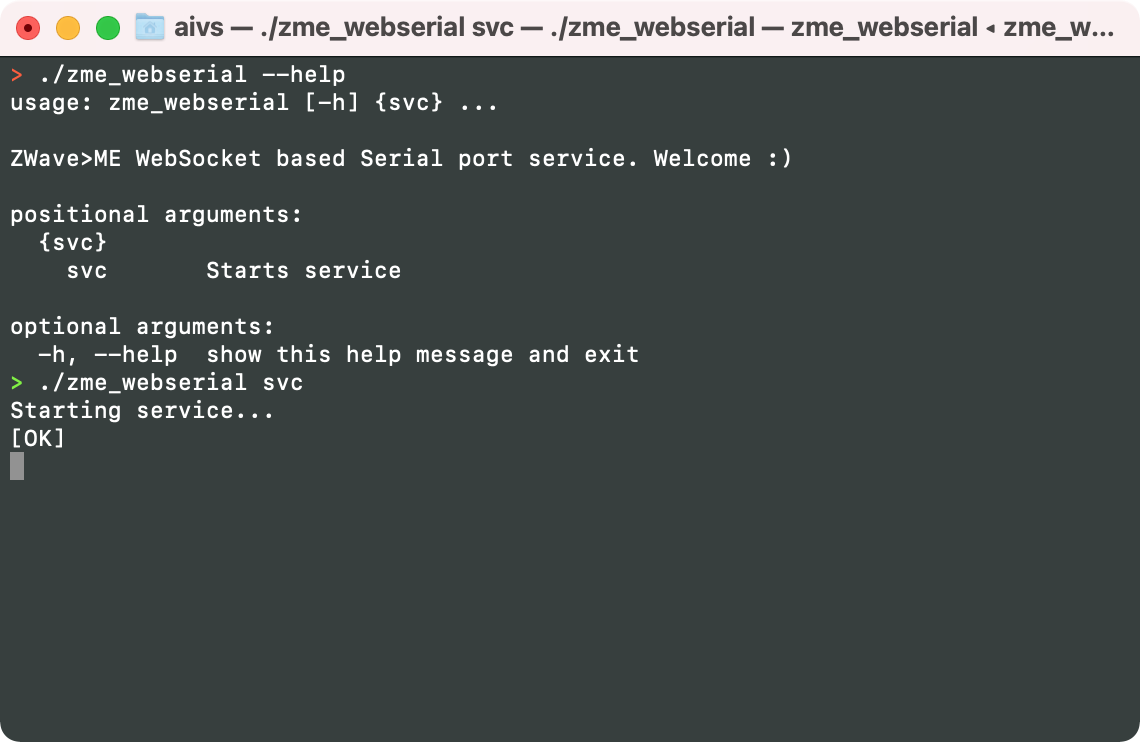 aivs — ./zme_webserial svc — ./zme_webserial — zme_webserial ◂ zme_w...
> ./zme_webserial --help
usage: zme_webserial [-h] {svc} ...
ZWave>ME WebSocket based Serial port service. Welcome :)
positional arguments:
  {svc}
    svc       Starts service
optional arguments:
  -h, --help  show this help message and exit
> ./zme_webserial svc
Starting service...
[OK]